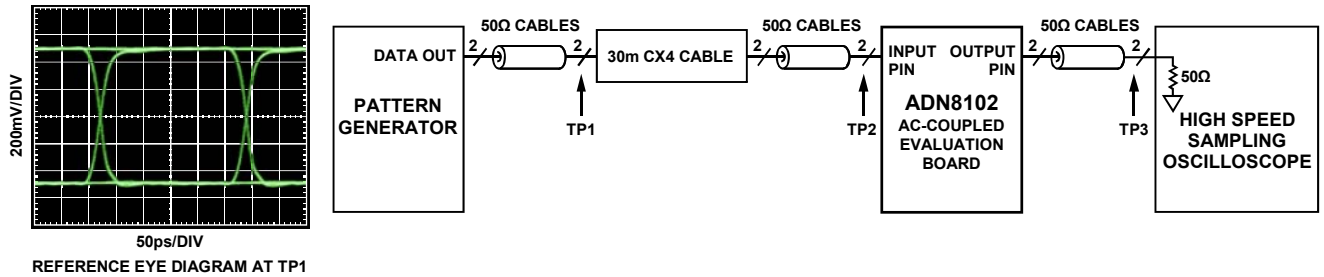 200mV/DIV
50ps/DIV
REFERENCE EYE DIAGRAM AT TP1
DATA OUT
PATTERN
GENERATOR
2
50Ω CABLES
2
TP1
30m CX4 CABLE
2
50Ω CABLES
2
TP2
INPUT
PIN
OUTPUT
PIN
ADN8102
AC-COUPLED
EVALUATION
BOARD
2
50Ω CABLES
2
TP3
50Ω
HIGH SPEED
SAMPLING
OSCILLOSCOPE